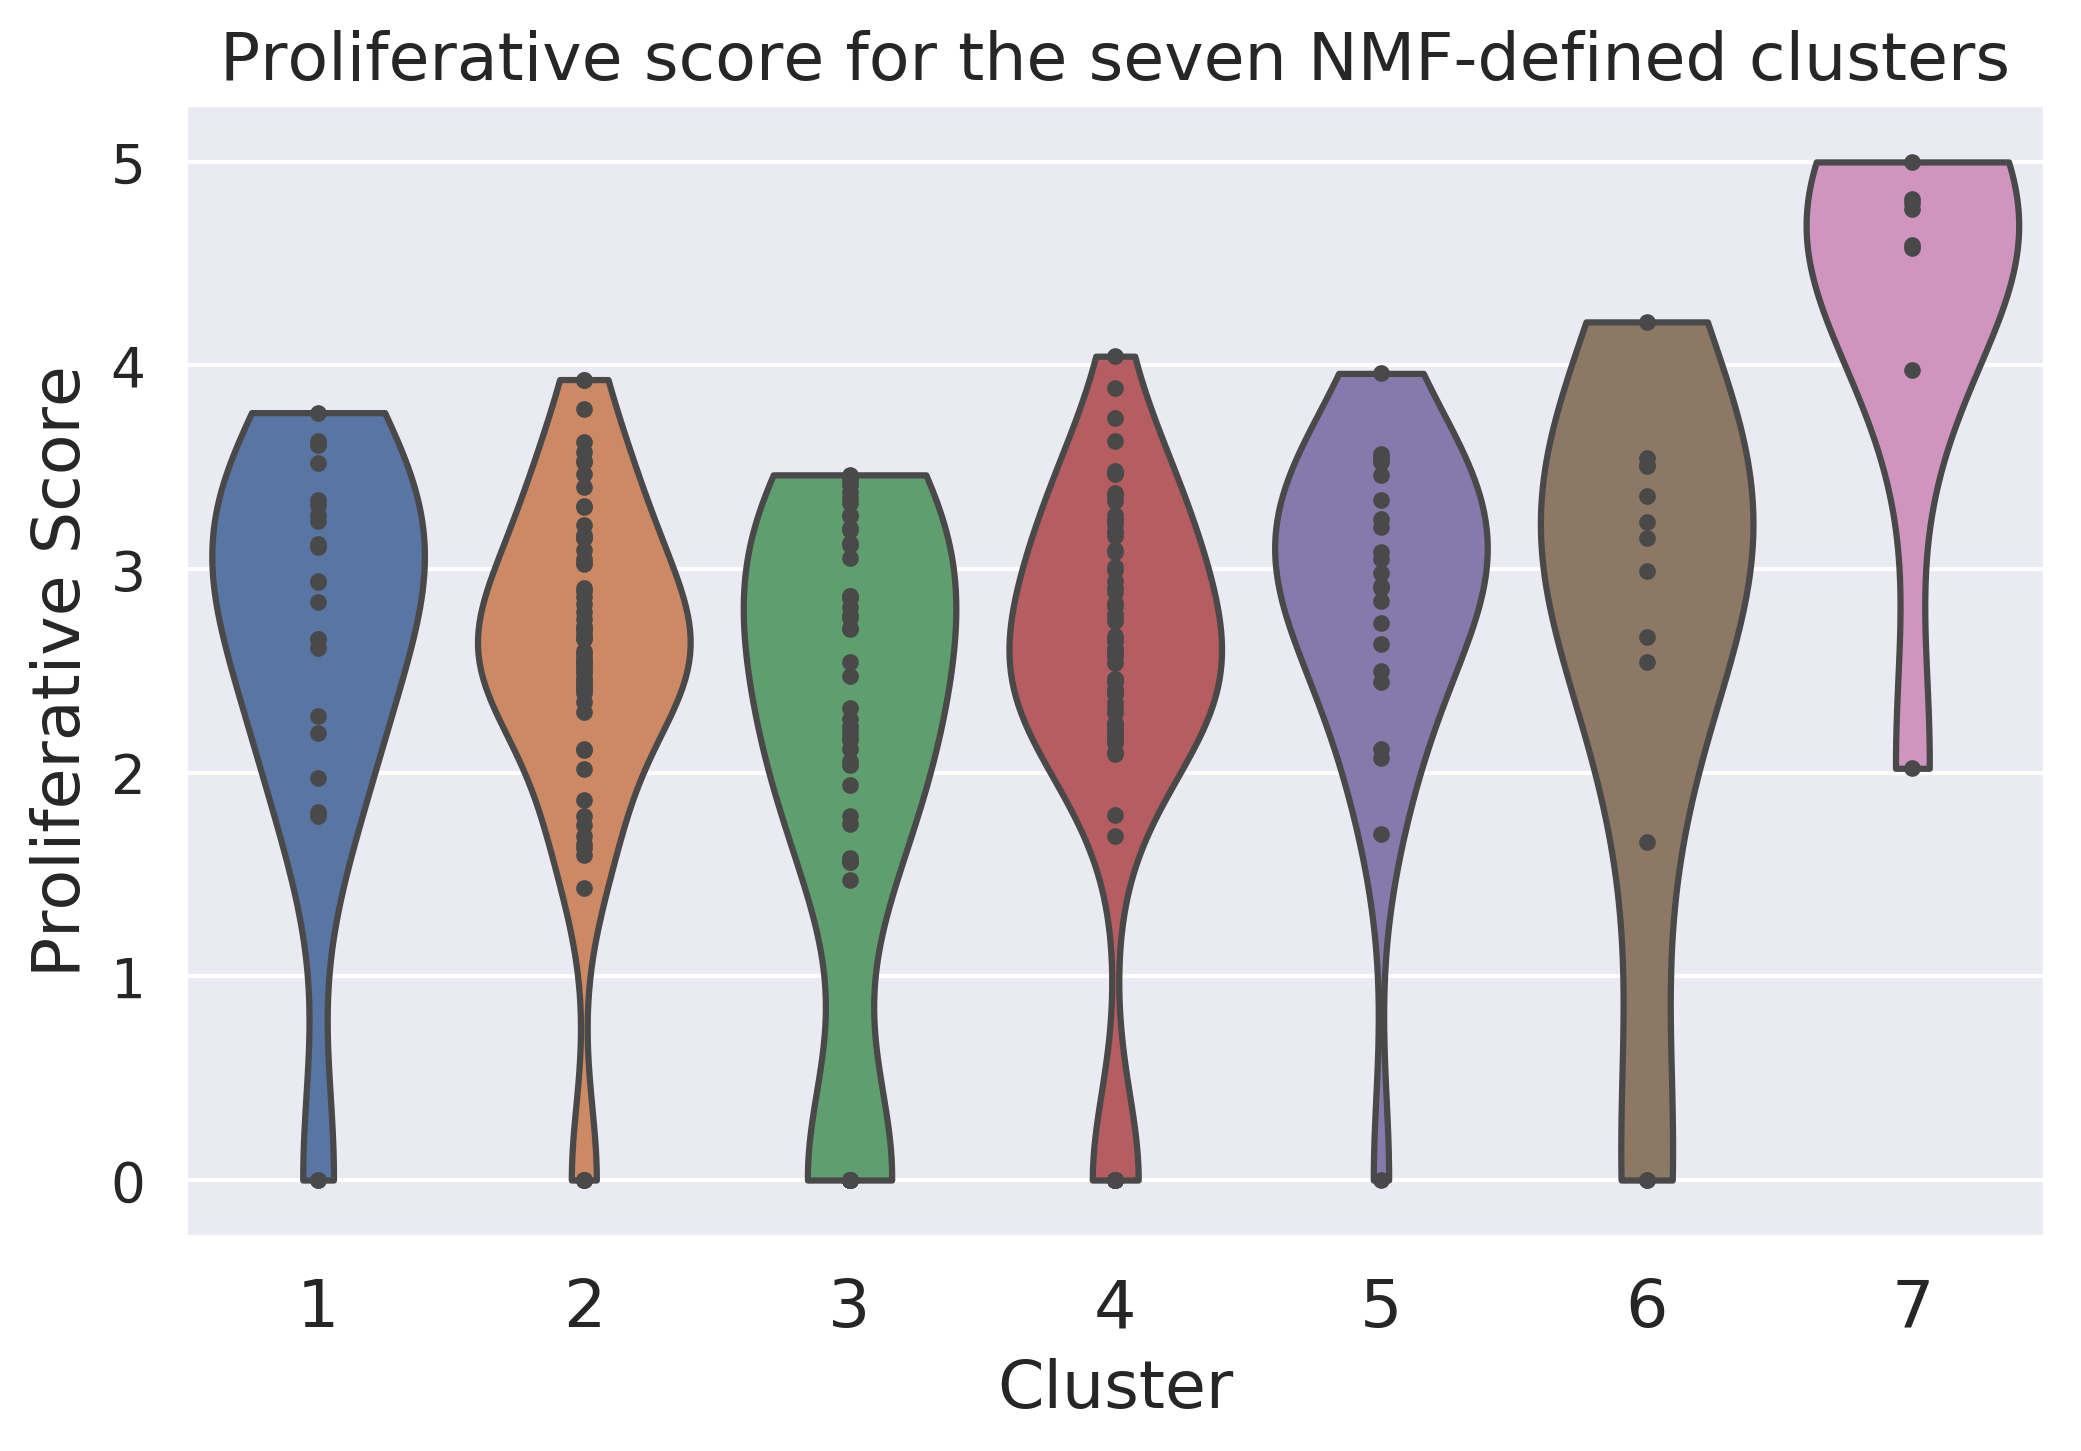 Proliferative score for the seven NMF-defined clusters
Proliferative Score
5
4
3
2
1
0
1 2 3 4 5 6 7
Cluster